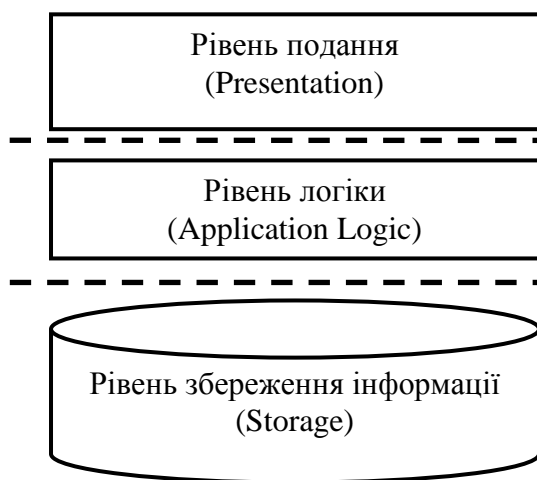 Рівень подання
(Presentation)
Рівень логіки
(Application Logic)
Рівень збереження інформації
(Storage)